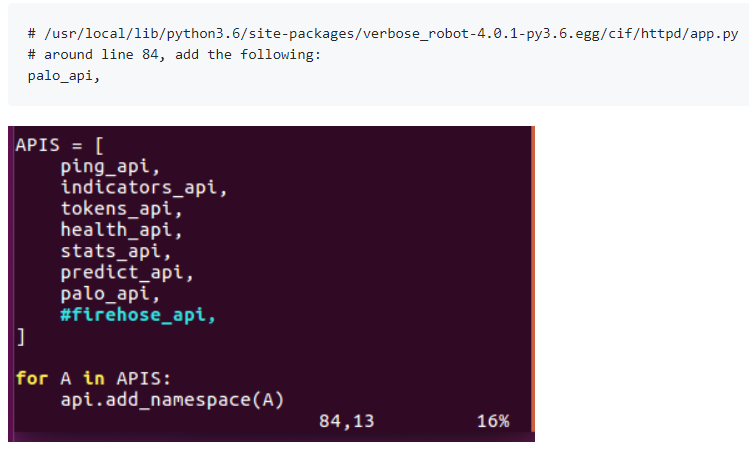 # /usr/local/lib/python3.6/site-packages/verbose_robot-4.0.1-py3.6.egg/cif/httpd/app.py
# around line 84, add the following:
palo_api,
APIS = [
    ping_api,
    indicators_api,
    tokens_api,
    health_api,
    stats_api,
    predict_api,
    palo_api,
    #firehose_api,
]
for A in APIS:
    api.add_namespace(A)
84,13 16%